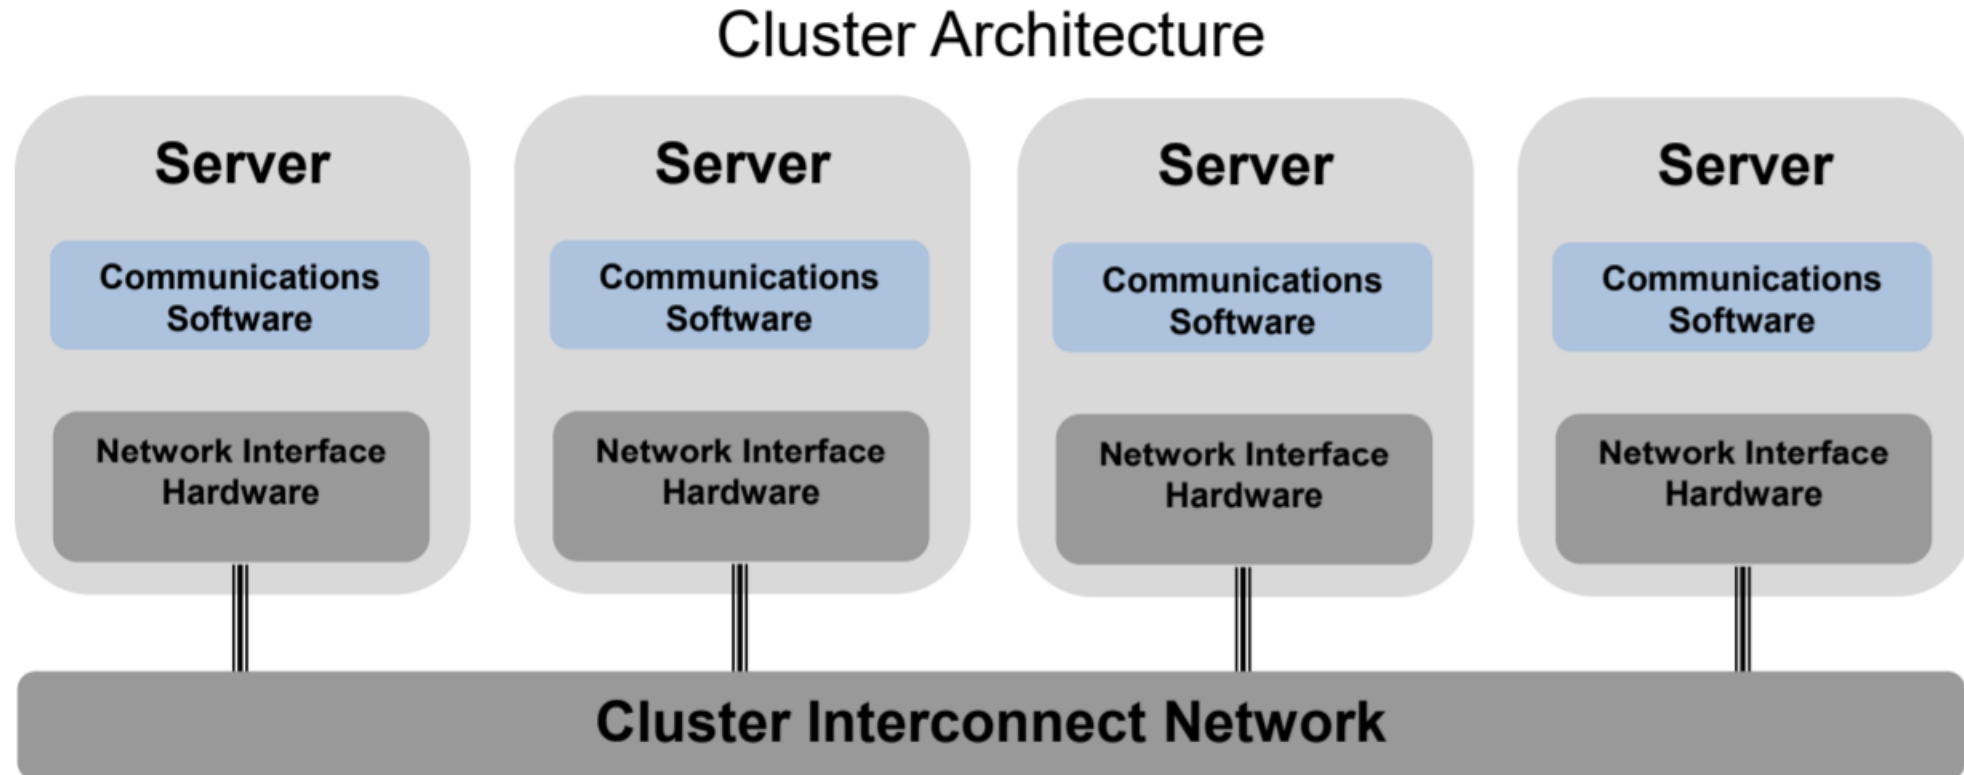 Cluster Architecture
Server
Communications
Software
Network Interface
Hardware
Server
Communications
Software
Network Interface
Hardware
Server
Communications
Software
Network Interface
Hardware
Server
Communications
Software
Network Interface
Hardware
Cluster Interconnect Network